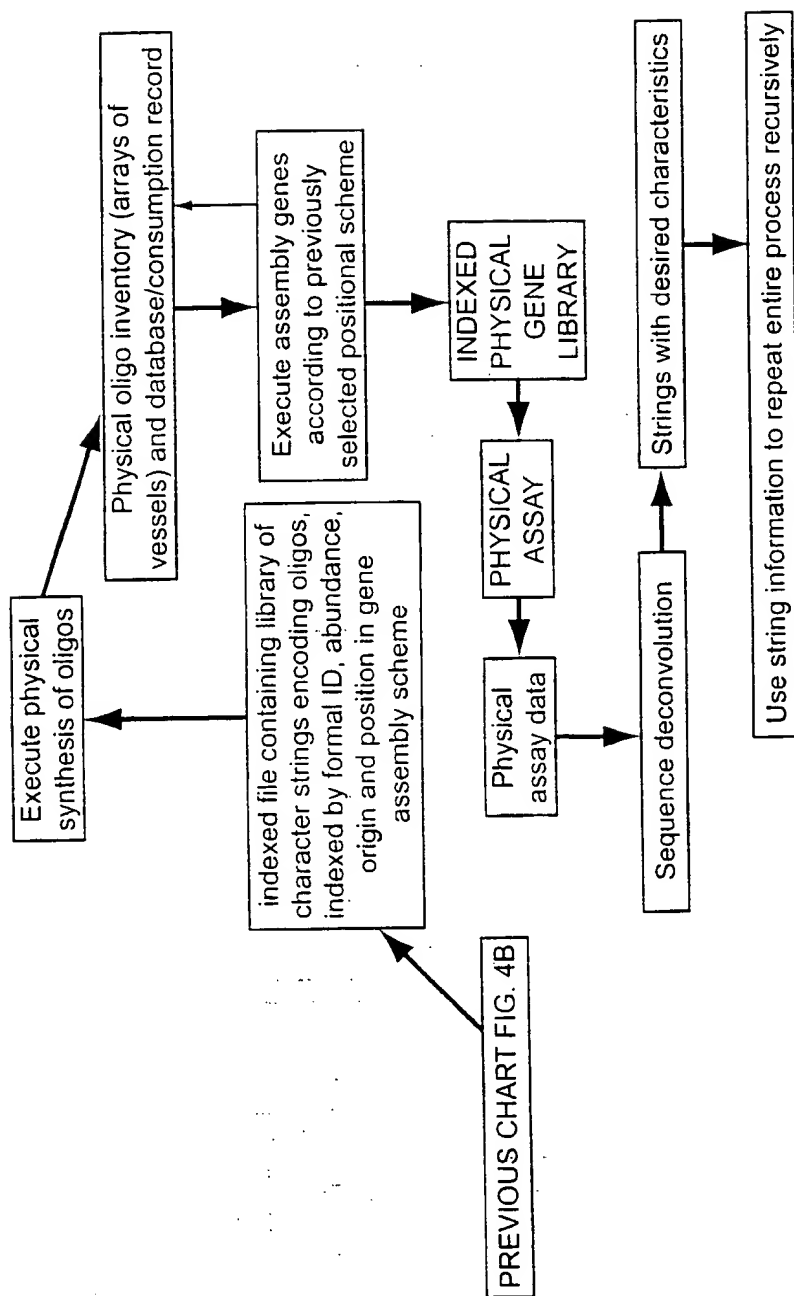 PREVIOUS CHART FIG. 4B
indexed file containing library of
character strings encoding oligos,
indexed by formal ID, abundance,
origin and position in gene
assembly scheme
Execute physical
synthesis of oligos
Physical oligo inventory (arrays of
vessels) and database/consumption record
Execute assembly genes
according to previously
selected positional scheme
INDEXED
PHYSICAL
GENE
LIBRARY
PHYSICAL
ASSAY
Physical
assay data
Sequence deconvolution
Strings with desired characteristics
Use string information to repeat entire process recursively